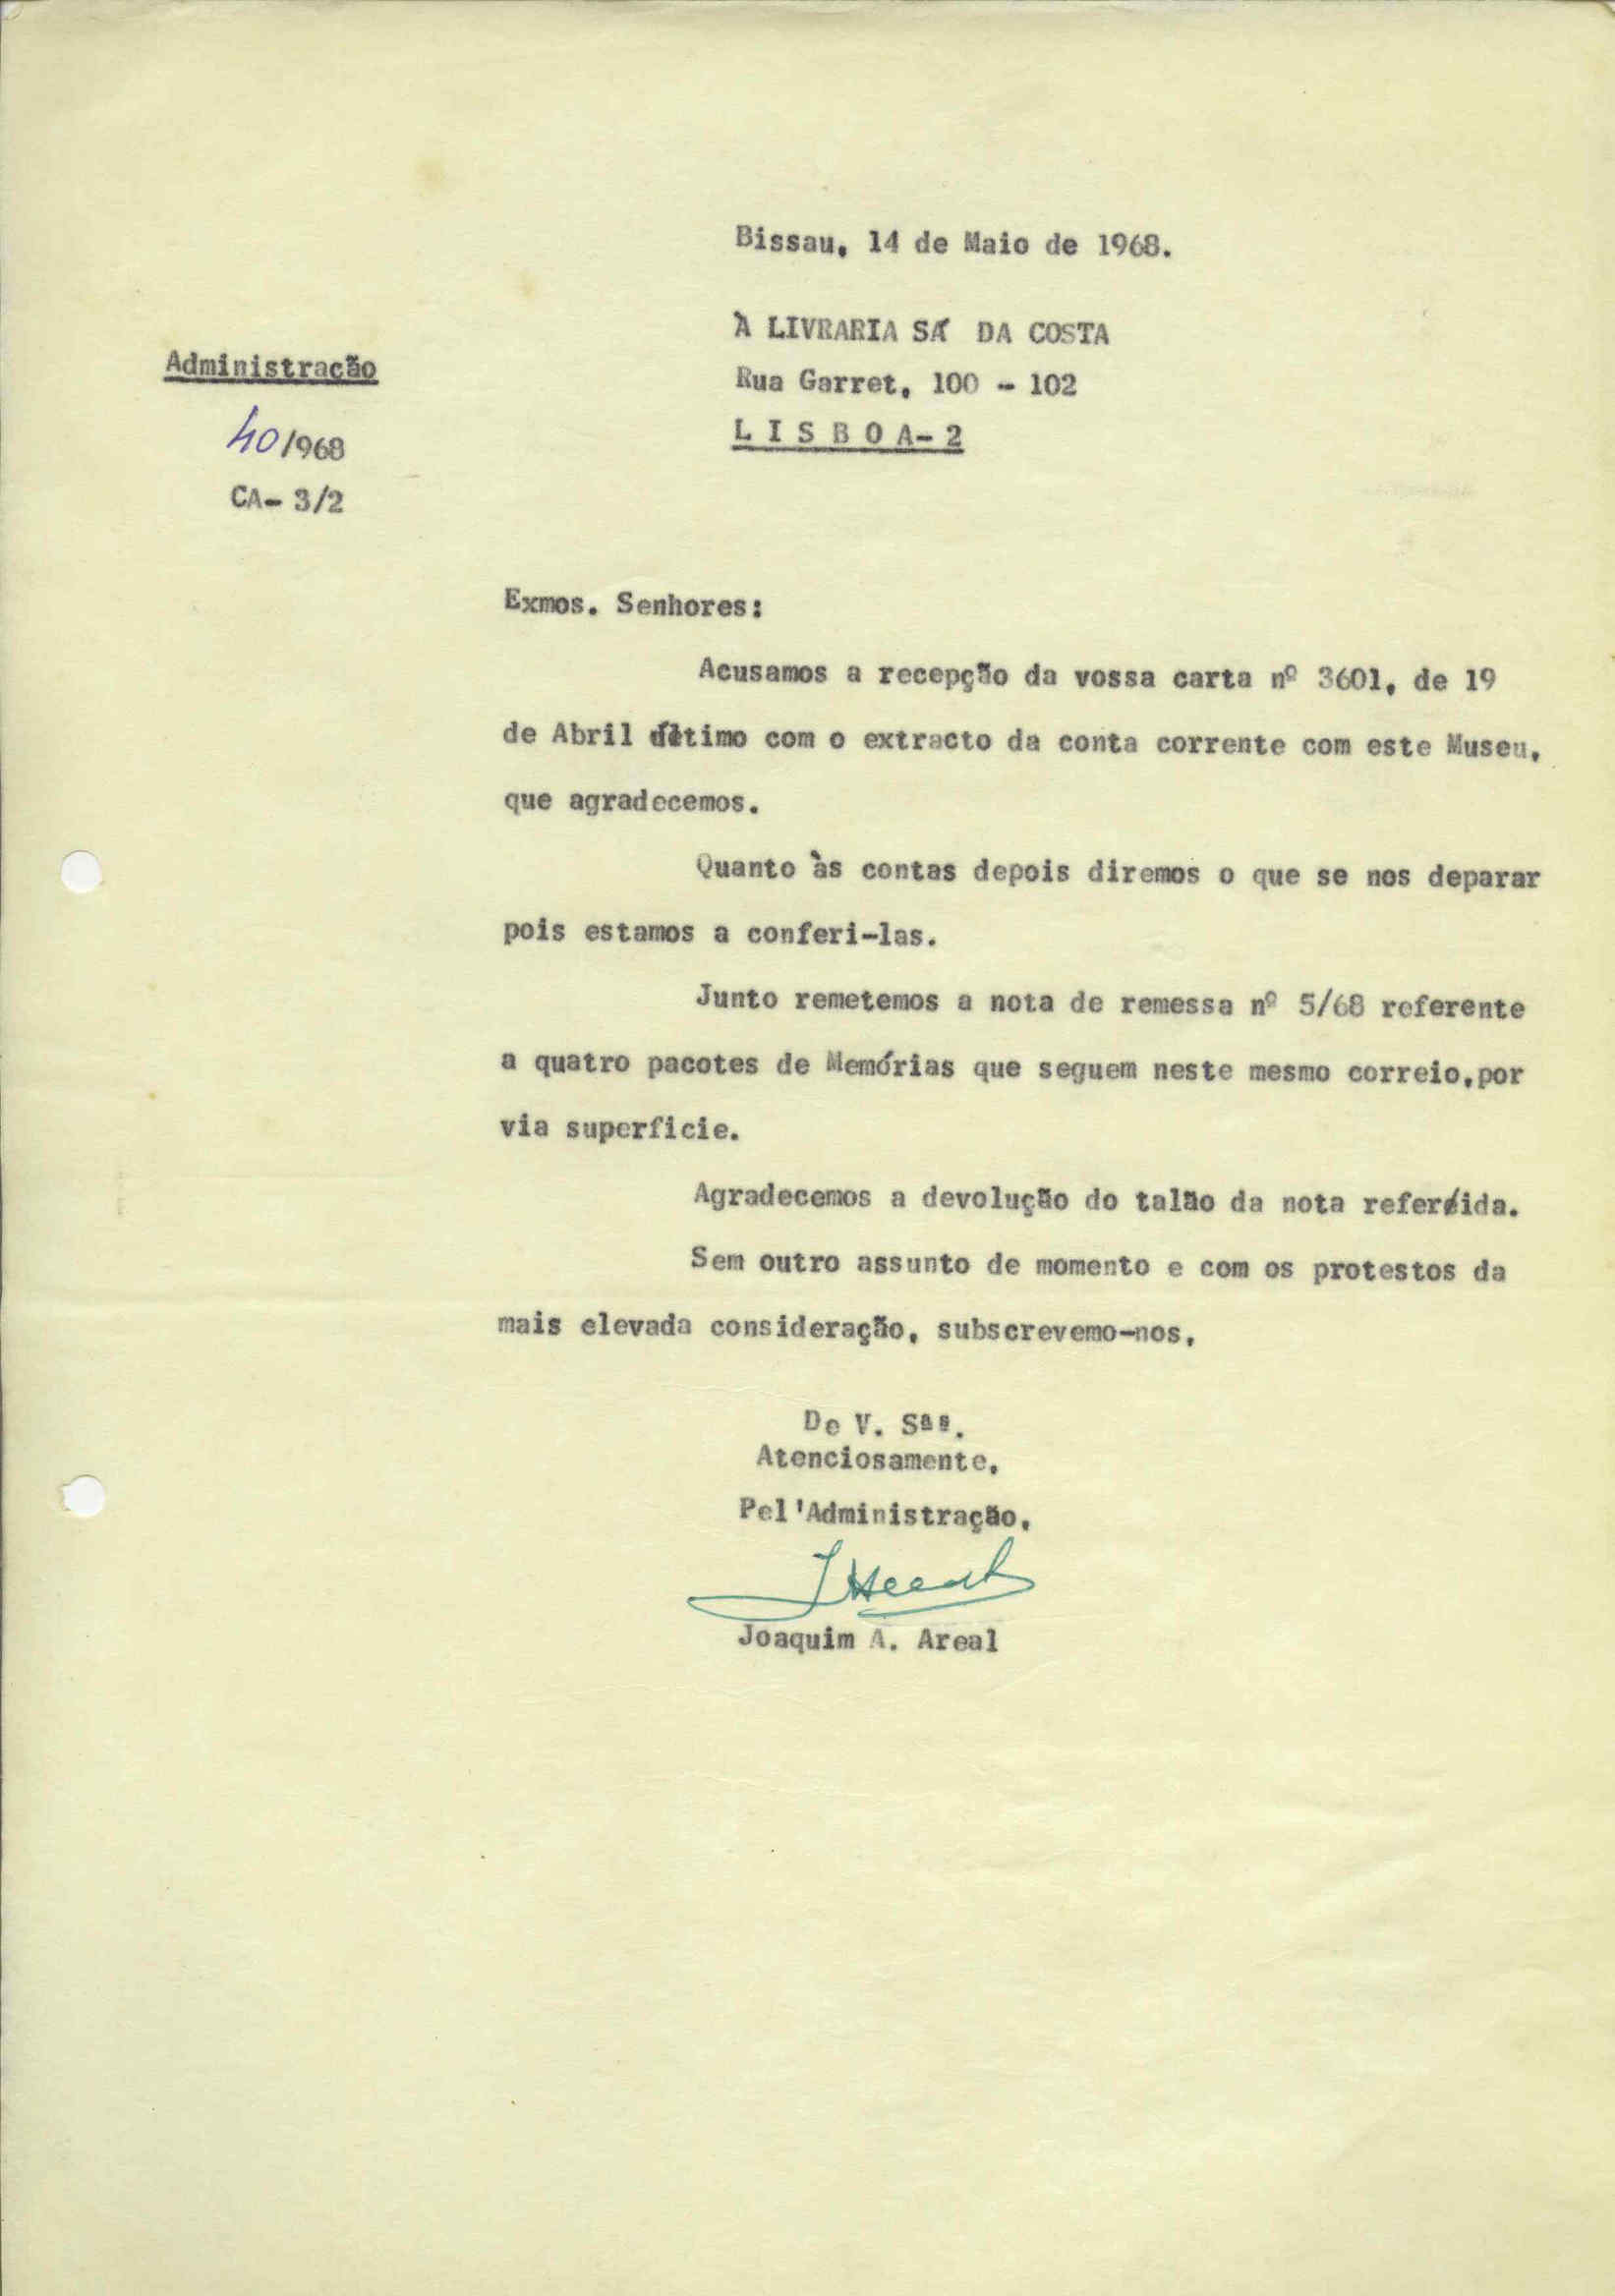 Bissau, 14 de Maio de 1968.
À LIVRARIA SÁ DA COSTA
Administração
Rua Garret, 100 - 102
40/968
L I S B O A- 2
CA- 3/2
Exmos. Senhores:
Acusamos a recepção da vossa carta nº 3601, de 19
de Abril último com o extracto da conta corrente com este Museu,
que agradecemos.
Quanto às contas depois diremos o que se nos deparar
pois estamos a conferi-las.
Junto remetemos a nota de remessa nº 5/68 referente
a quatro pacotes de Memórias que seguem neste mesmo correio,por
via superficie.
Agradecemos a devolução do talão da nota referida.
Sem outro assunto de momento e com os protestos da
mais elevada consideração, subscrevemo-nos,
De V. Sªs.
Atenciosamente,
Pel'Administração,
Joaquim A. Areal